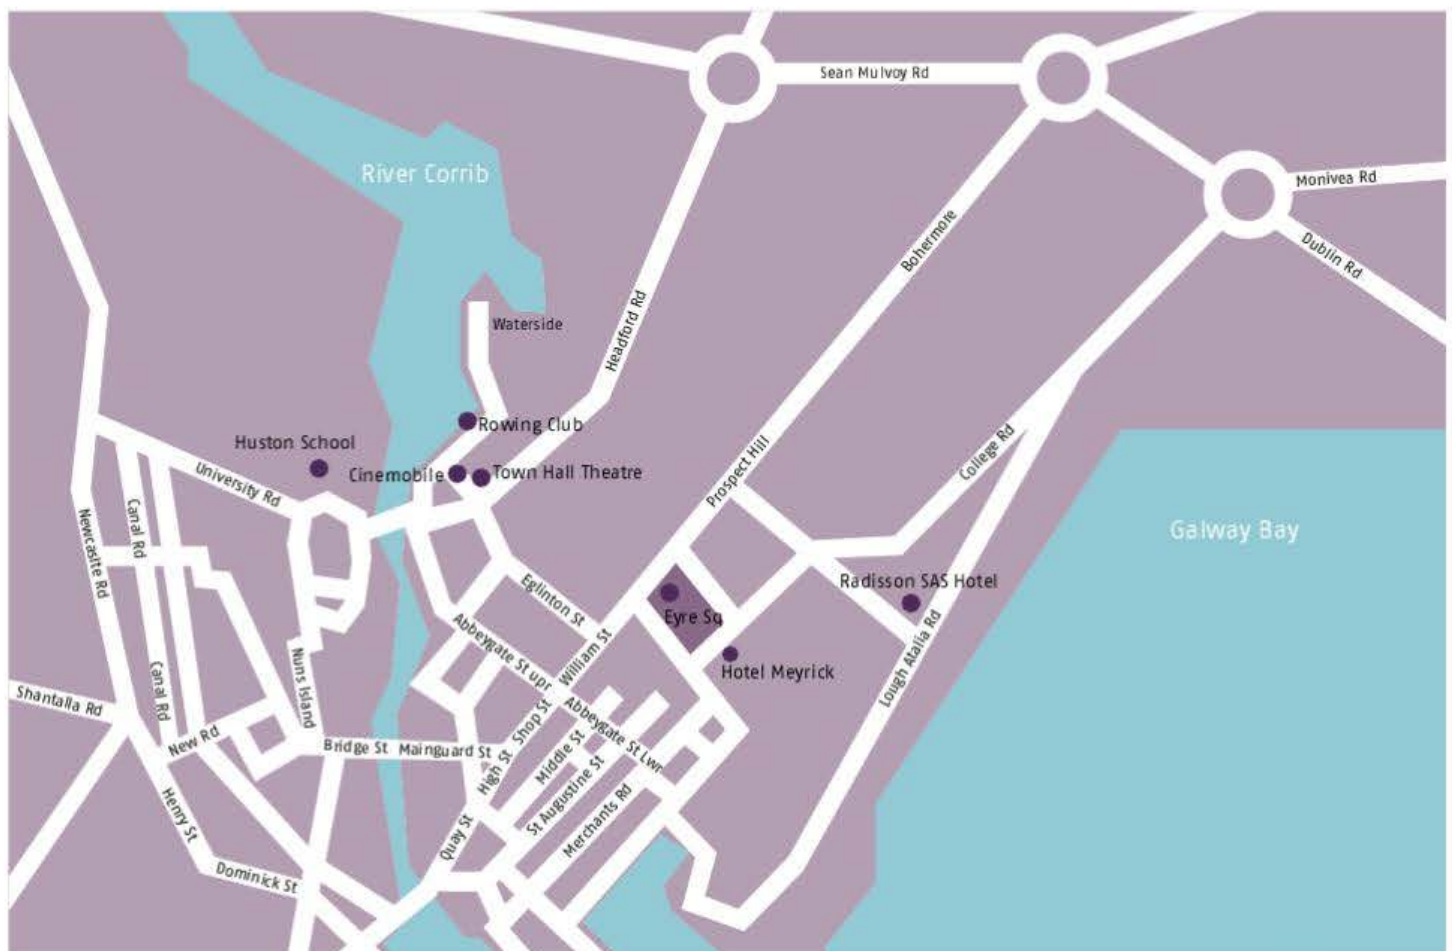 Sean Mulvoy Rd
River Corrib
Monivea Rd
Bohermore
Dublin Rd
Waterside
Headford Rd
Rowing Club
Huston School
Cinemobile
Town Hall Theatre
University Rd
Prospect Hill
College Rd
Canal Rd
Newcaslte Rd
Galway Bay
Radisson SAS Hotel
Eglinton St
Eyre Sq
Abbeygate St upr
William St
Hotel Meyrick
Lough Atalia Rd
Nuns Island
Canal Rd
Shantalla Rd
New Rd
Bridge St
Mainguard St
Shop St
High St
Abbeygate St Lwr
Middle St
St Augustine St
Merchants Rd
Henry St
Quay St
Dominick St